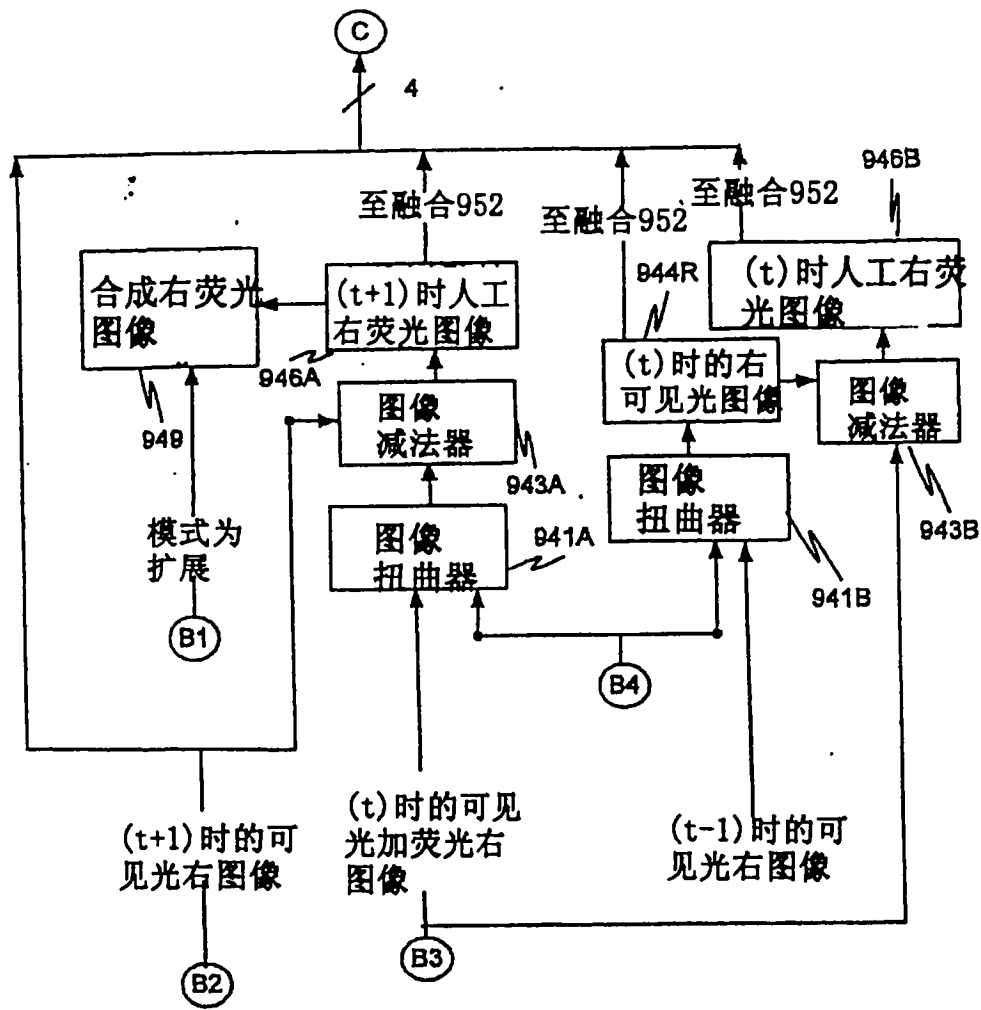 C
4
946B
至融合952
至融合952
至融合952
944R
合成右荧光
图像
(t+1)时人工
右荧光图像
(t)时人工右荧
光图像
946A
(t)时的右
可见光图像
949
图像
减法器
943A
图像
减法器
943B
图像
扭曲器
941A
图像
扭曲器
941B
模式为
扩展
B1
B4
(t+1)时的可
见光右图像
(t)时的可见
光加荧光右
图像
(t-1)时的可
见光右图像
B2
B3